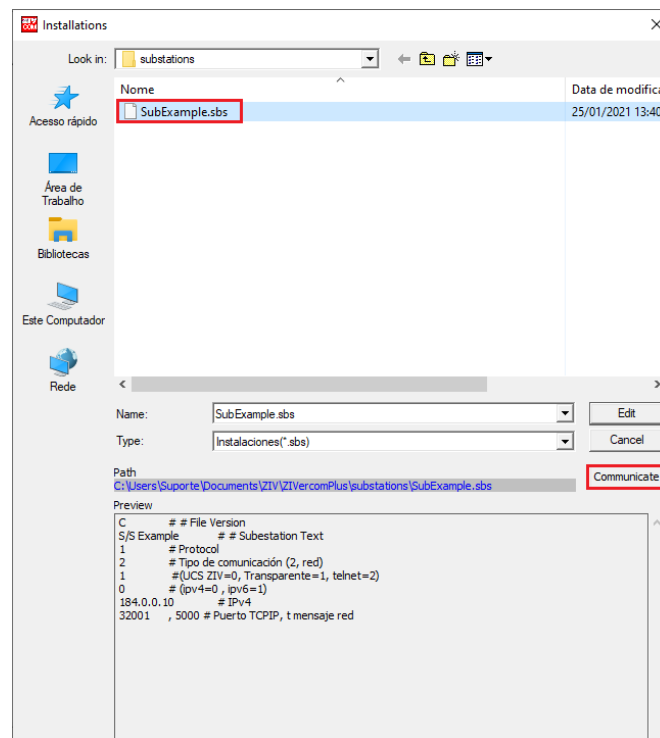 ZIV COM Installations
Look in: substations
Nome Data de modifica
SubExample.sbs 25/01/2021 13:40
Acesso rápido
Área de
Trabalho
Bibliotecas
Este Computador
Rede
Name: SubExample.sbs Edit
Type: Instalaciones(*.sbs) Cancel
Path
C:\Users\Suporte\Documents\ZIV\ZIVercomPlus\substations\SubExample.sbs Communicate
Preview
C # # File Version
S/S Example # # Subestation Text
1 # Protocol
2 # Tipo de comunicación (2, red)
1 #(UCS ZIV=0, Transparente=1, telnet=2)
0 # (ipv4=0 , ipv6=1)
184.0.0.10 # IPv4
32001 , 5000 # Puerto TCPIP, t mensaje red